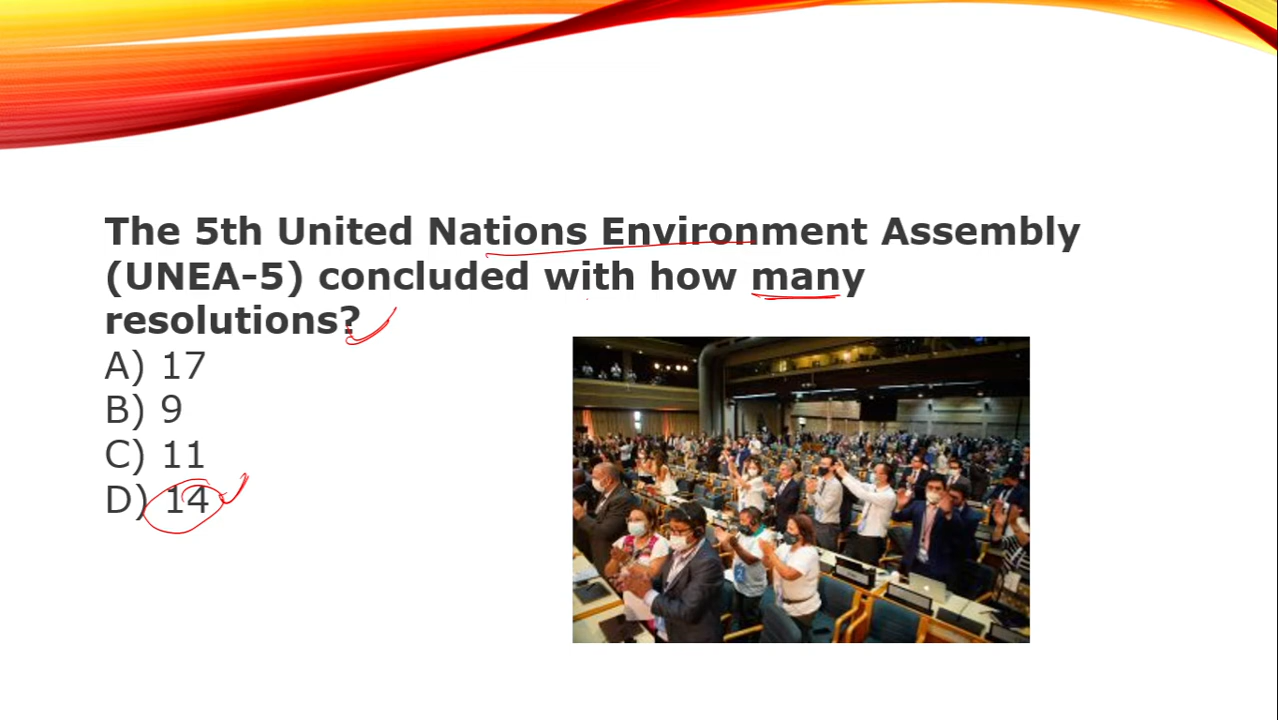 The 5th United Nations Environment Assembly
(UNEA-5) concluded with how many
resolutions?
A) 17
B) 9
C) 11
D) 14